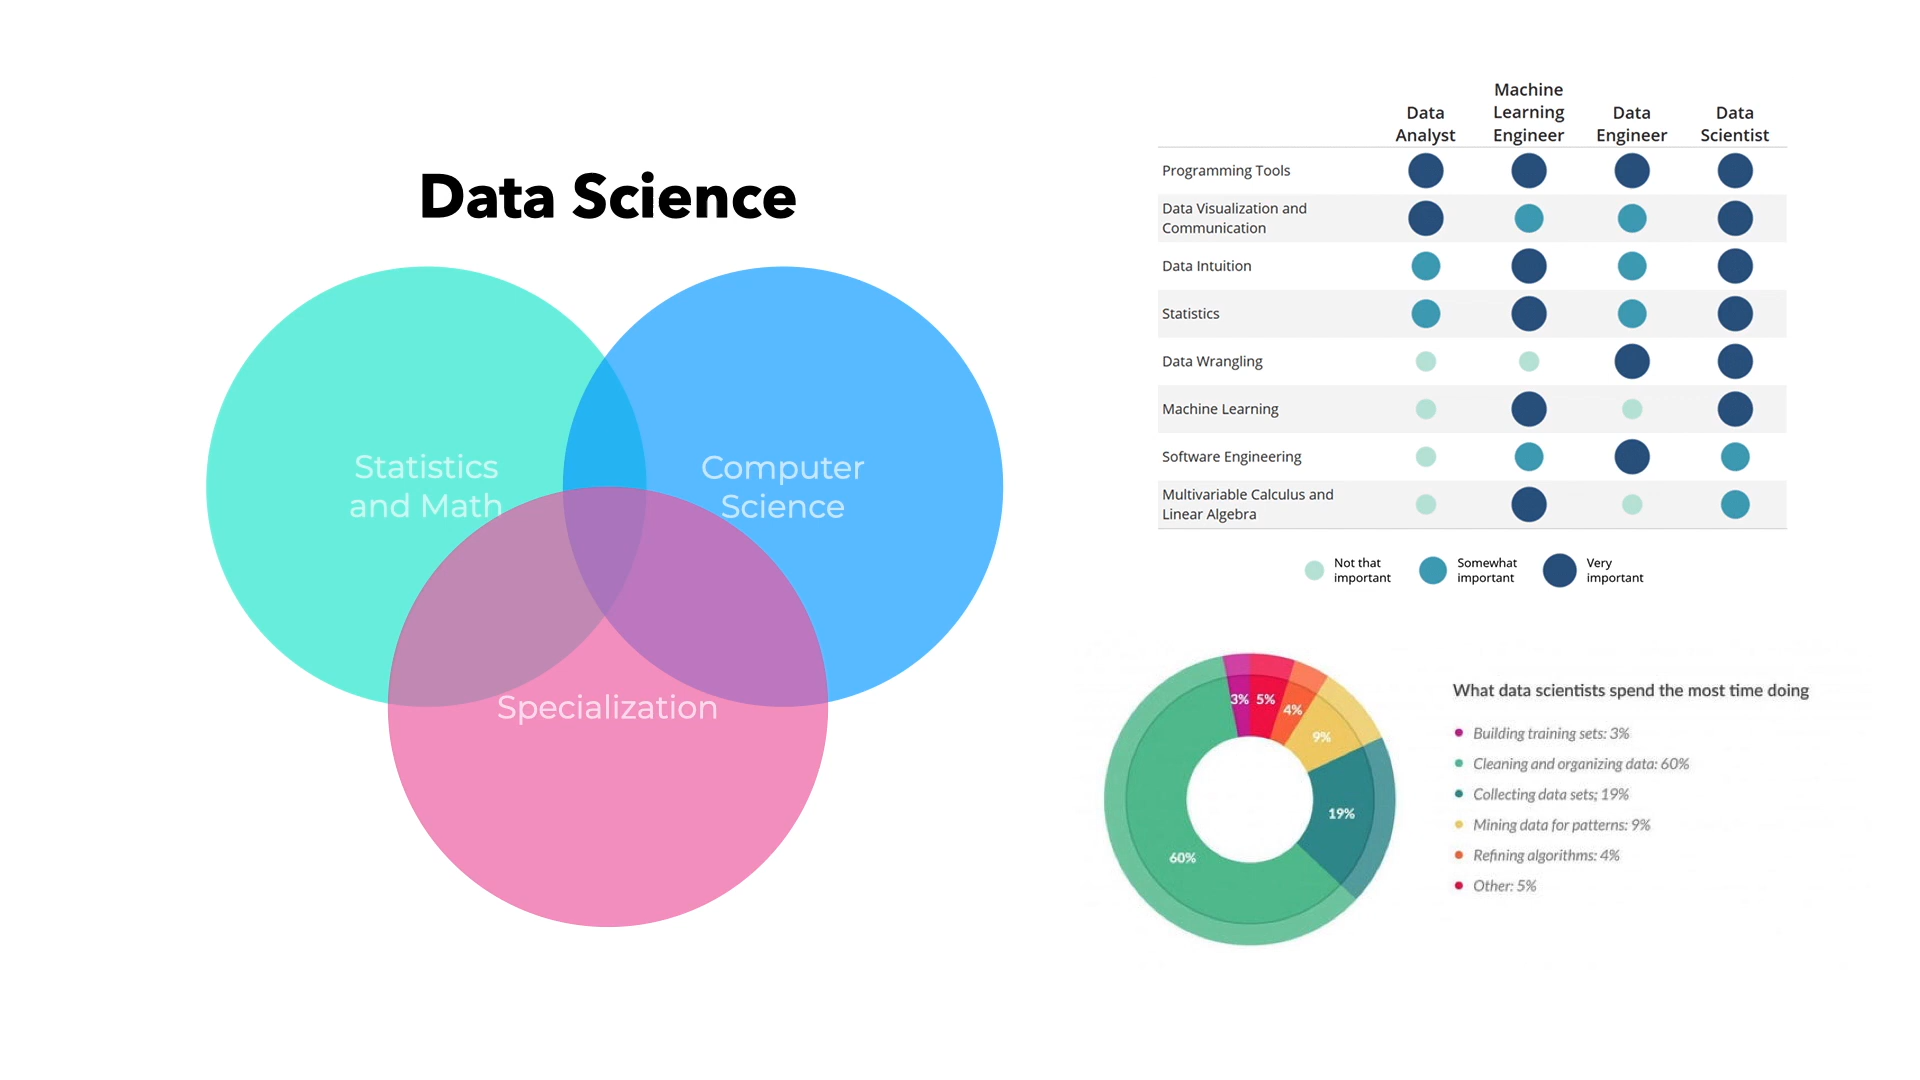 Data Science
Statistics
and Math
Computer
Science
Specialization
Data
Analyst
Machine
Learning
Engineer
Data
Engineer
Data
Scientist
Programming Tools
Data Visualization and
Communication
Data Intuition
Statistics
Data Wrangling
Machine Learning
Software Engineering
Multivariable Calculus and
Linear Algebra
Not that
important
Somewhat
important
Very
important
3%
5%
4%
9%
19%
60%
What data scientists spend the most time doing
Building training sets: 3%
Cleaning and organizing data: 60%
Collecting data sets; 19%
Mining data for patterns: 9%
Refining algorithms: 4%
Other: 5%